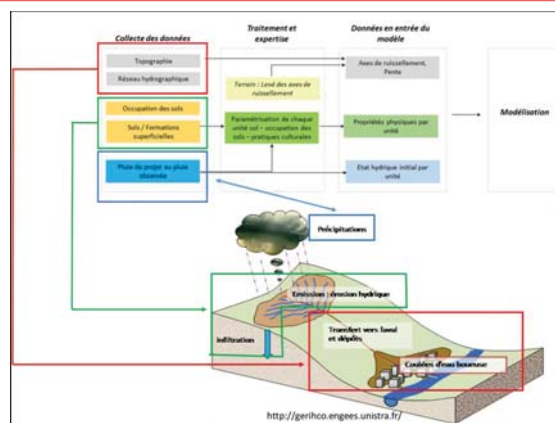 Collecte des données
Traitement et
expertise
Données en entrée du
modèle
Topographie
Réseau hydrographique
Terrain : Levé des axes de
ruissellement
Axes de ruissellement,
Pente
Occupation des sols
Sols / Formations
superficielles
Paramétrisation de chaque
unité sol – occupation des
sols – pratiques culturales
Propriétés physiques par
unité
Modélisation
Pluie de projet ou pluie
observée
Etat hydrique initial par
unité
Précipitations
Emission : érosion hydrique
Infiltration
Transfert vers l'aval
et dépôts
Coulées d'eau boueuse
http://gerihco.engees.unistra.fr/